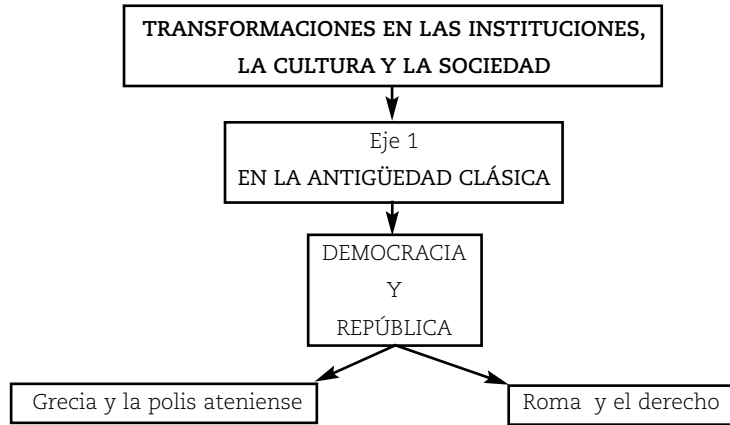 TRANSFORMACIONES EN LAS INSTITUCIONES,
LA CULTURA Y LA SOCIEDAD
Eje 1
EN LA ANTIGÜEDAD CLÁSICA
DEMOCRACIA
Y
REPÚBLICA
Grecia y la polis ateniense
Roma y el derecho